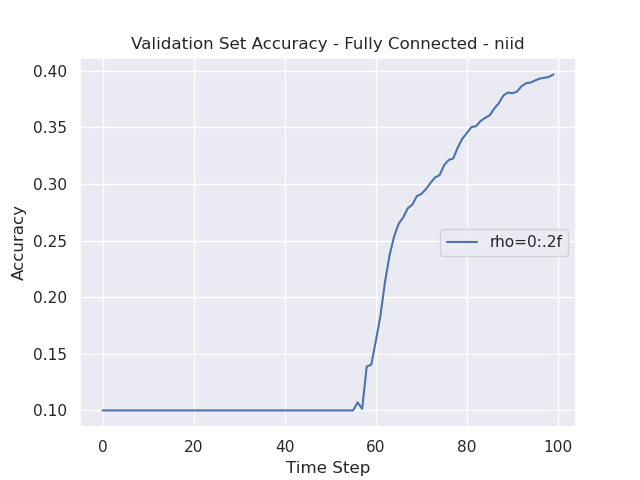 Validation Set Accuracy - Fully Connected - niid
0.40
0.35
0.30
0.25
0.20
0.15
0.10
Accuracy
rho=0:.2f
0 20 40 60 80 100
Time Step